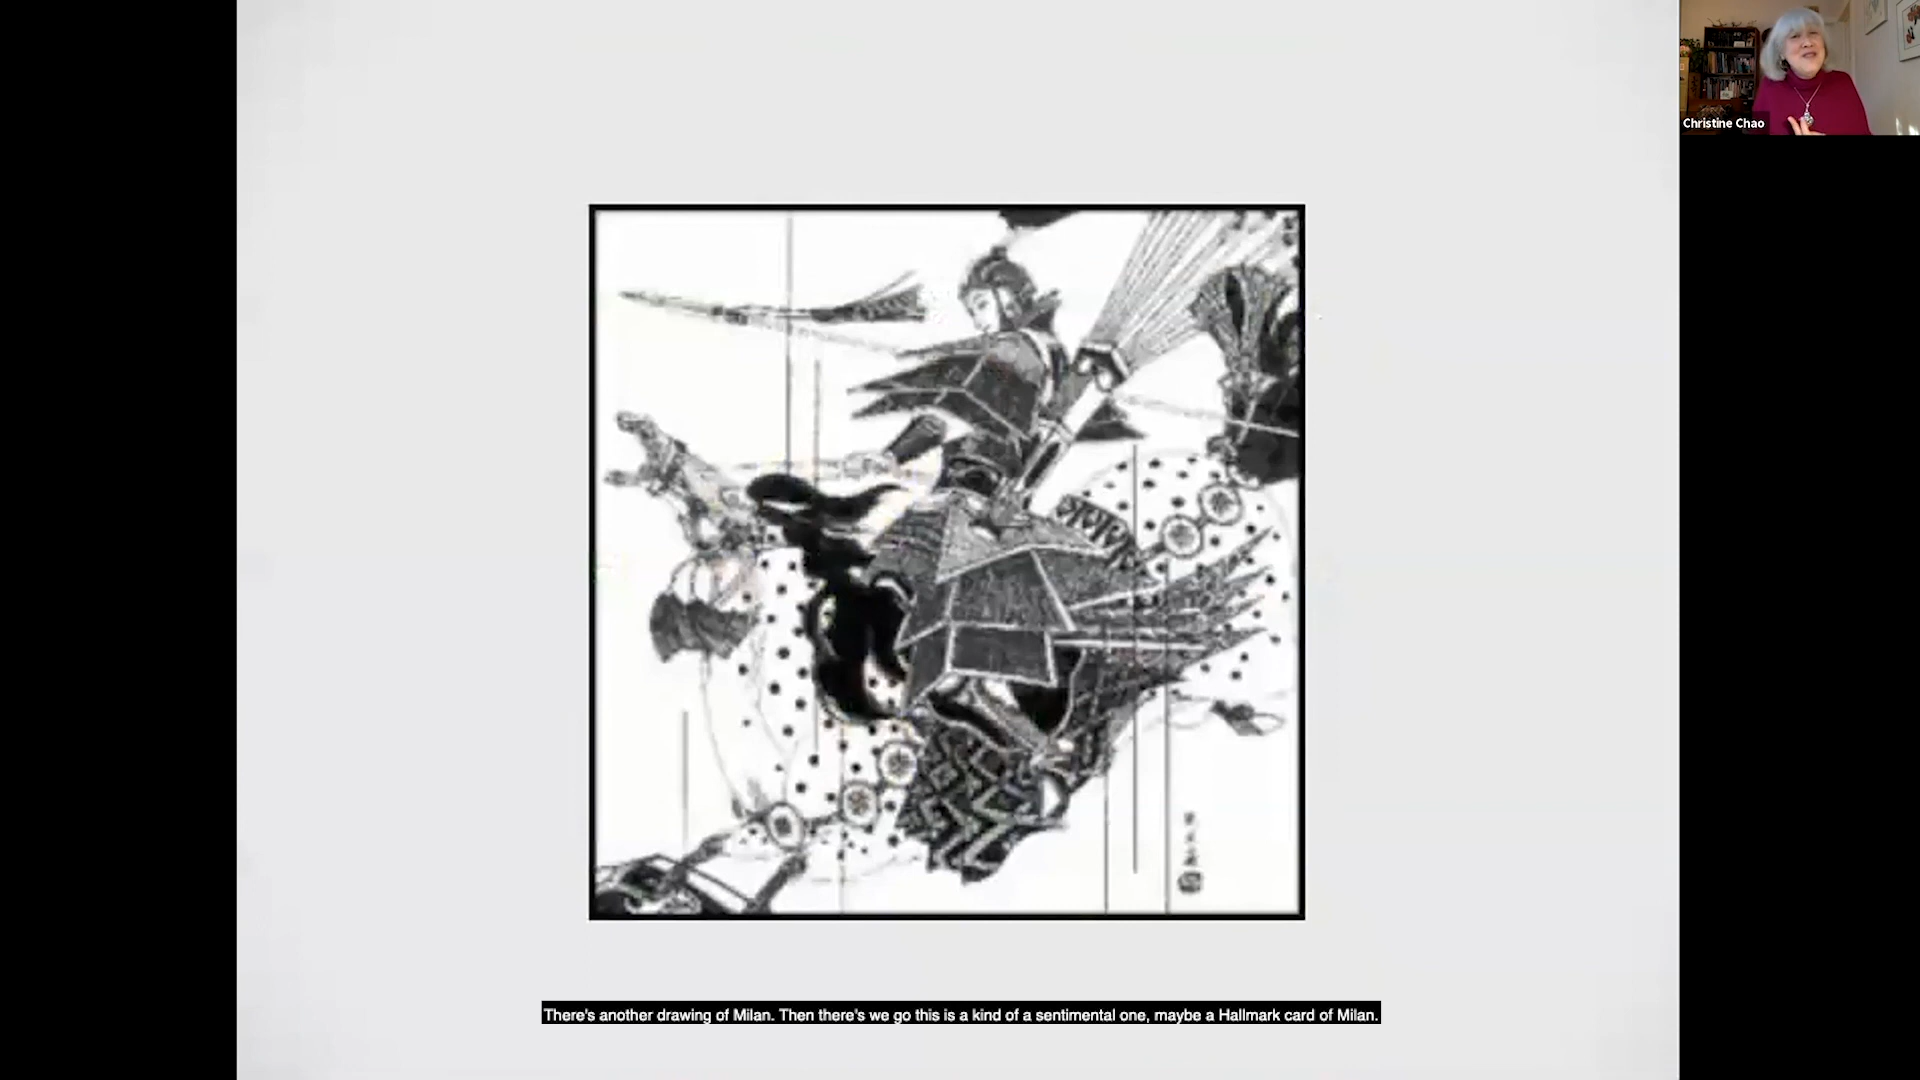 Christine Chao
There's another drawing of Milan. Then there's we go this is a kind of a sentimental one, maybe a Hallmark card of Milan.